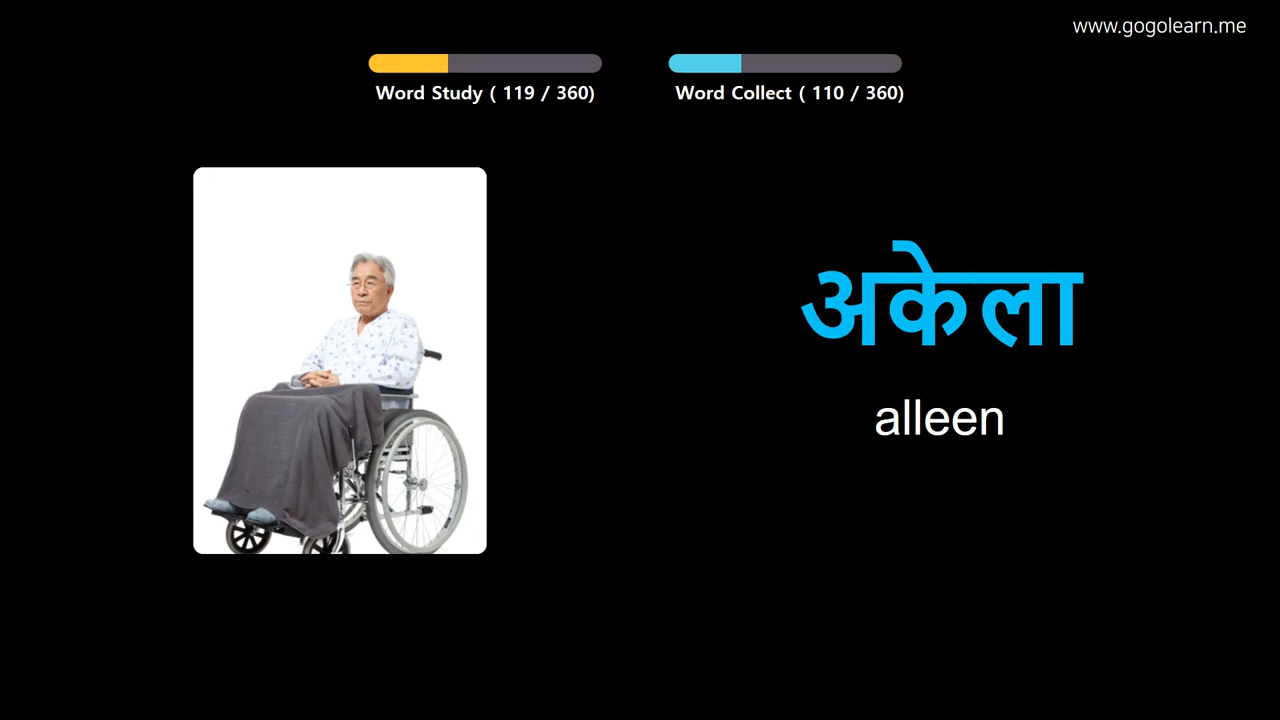 www.gogolearn.me
Word Study ( 119 / 360)
Word Collect ( 110 / 360)
अकेला
alleen